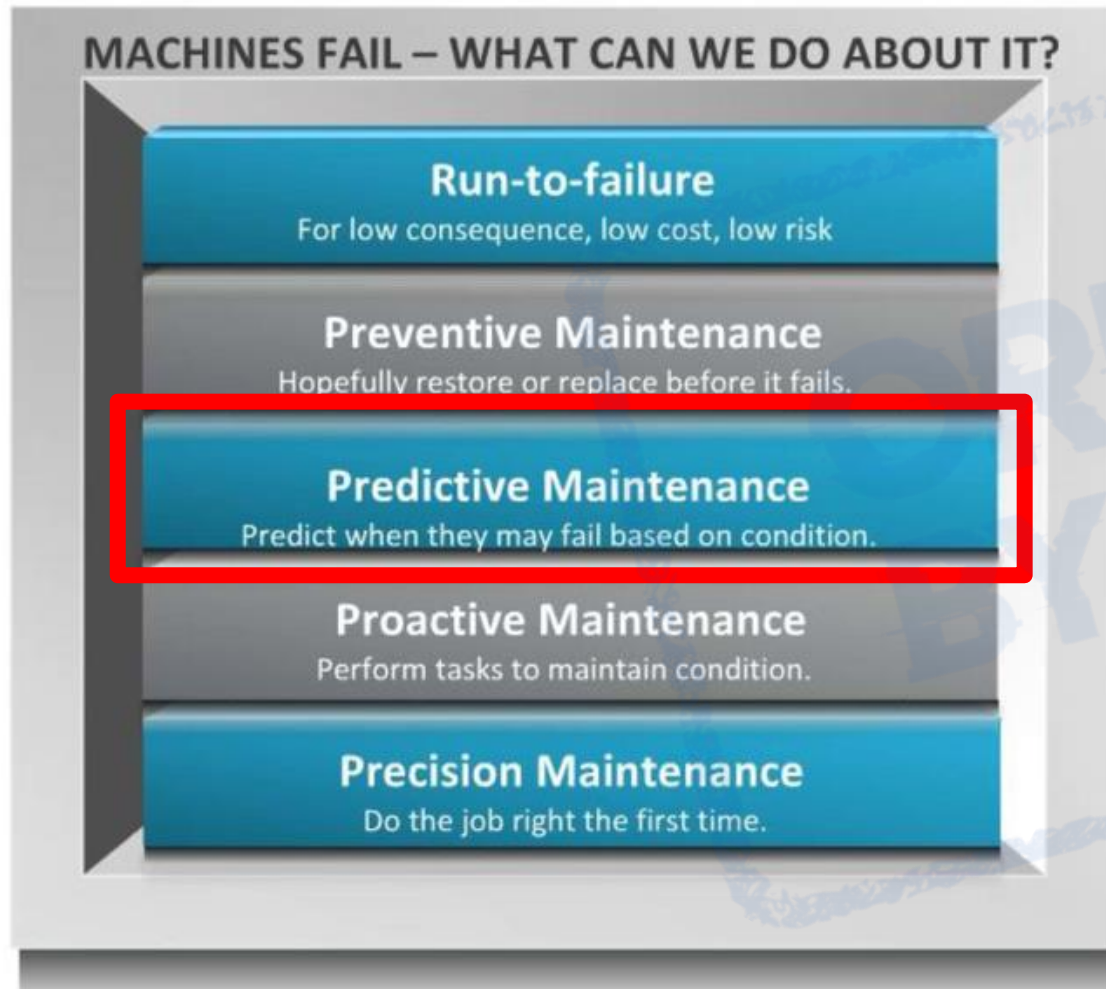 MACHINES FAIL – WHAT CAN WE DO ABOUT IT?
Run-to-failure
For low consequence, low cost, low risk
Preventive Maintenance
Hopefully restore or replace before it fails.
Predictive Maintenance
Predict when they may fail based on condition.
Proactive Maintenance
Perform tasks to maintain condition.
Precision Maintenance
Do the job right the first time.
BY